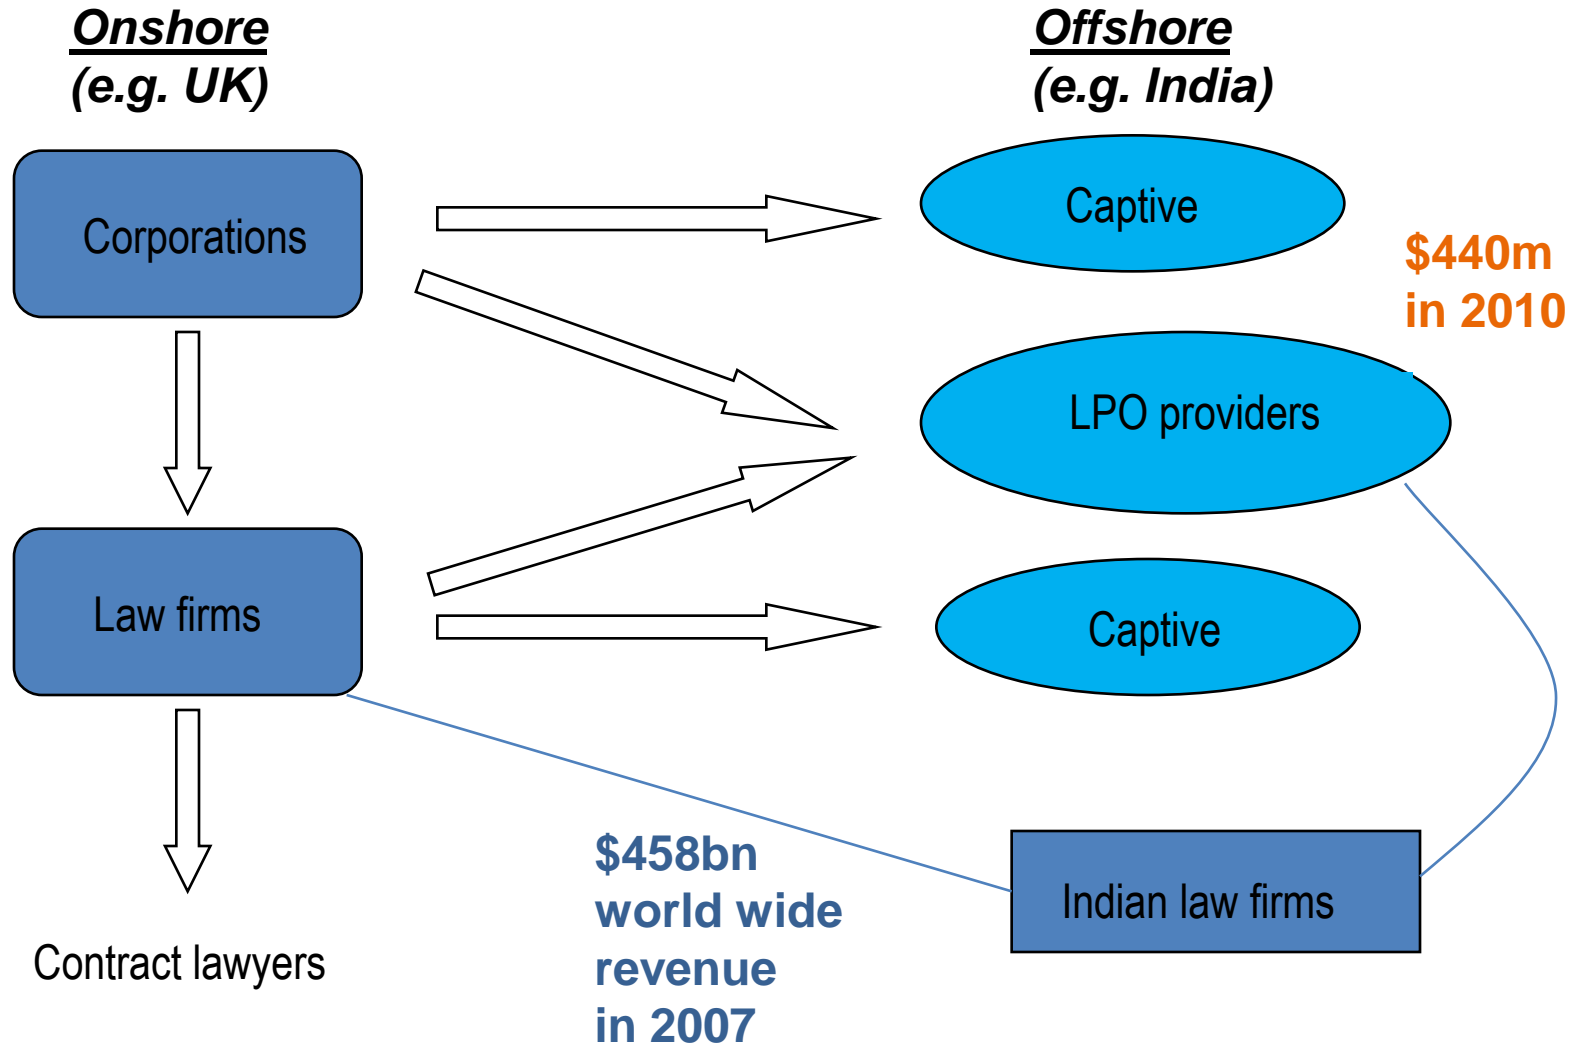 Onshore
(e.g. UK)
Offshore
(e.g. India)
Corporations
Captive
$440m
in 2010
LPO providers
Law firms
Captive
$458bn
world wide
revenue
in 2007
Indian law firms
Contract lawyers